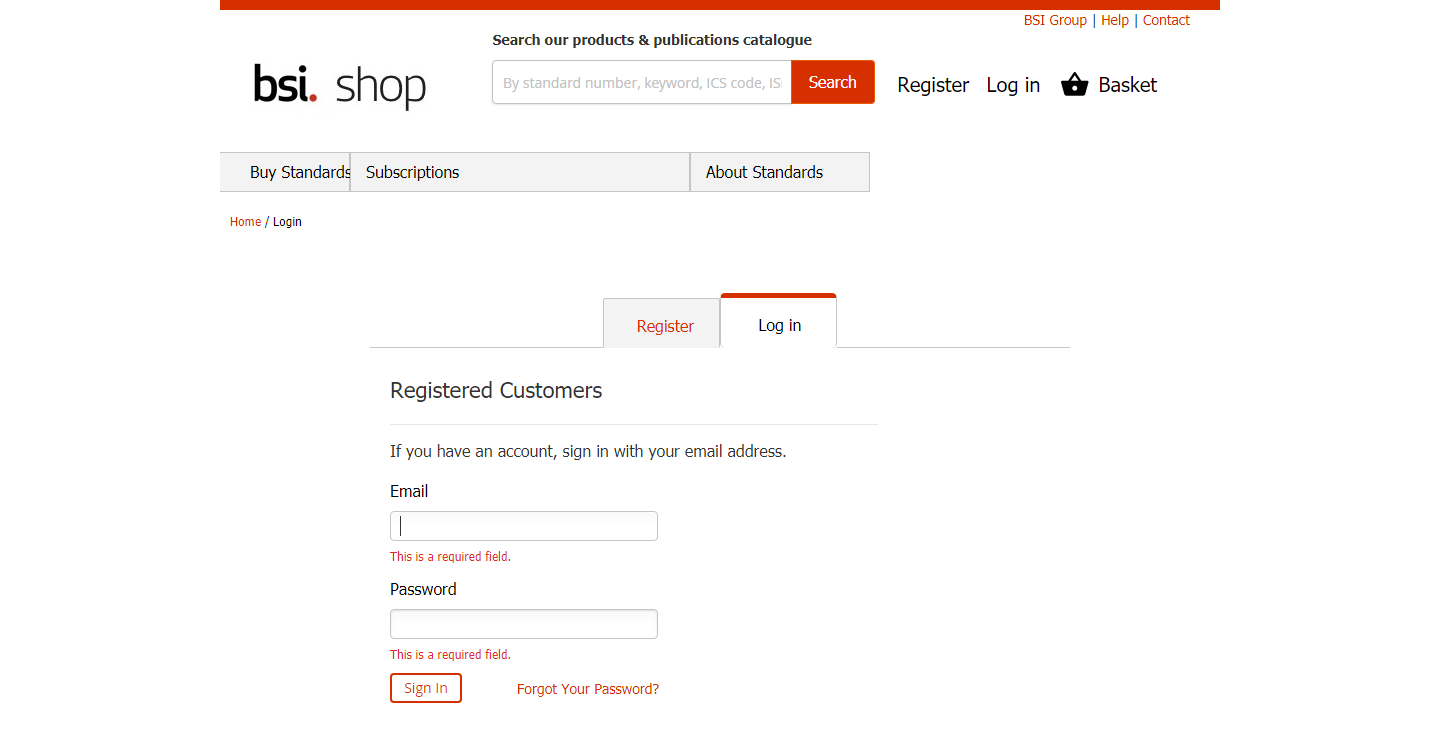 BSI Group | Help | Contact
Search our products & publications catalogue
bsi. shop
By standard number, keyword, ICS code, IS
Search
Register
Log in
Basket
Buy Standards
Subscriptions
About Standards
Home / Login
Register
Log in
Registered Customers
If you have an account, sign in with your email address.
Email
This is a required field.
Password
This is a required field.
Sign In
Forgot Your Password?